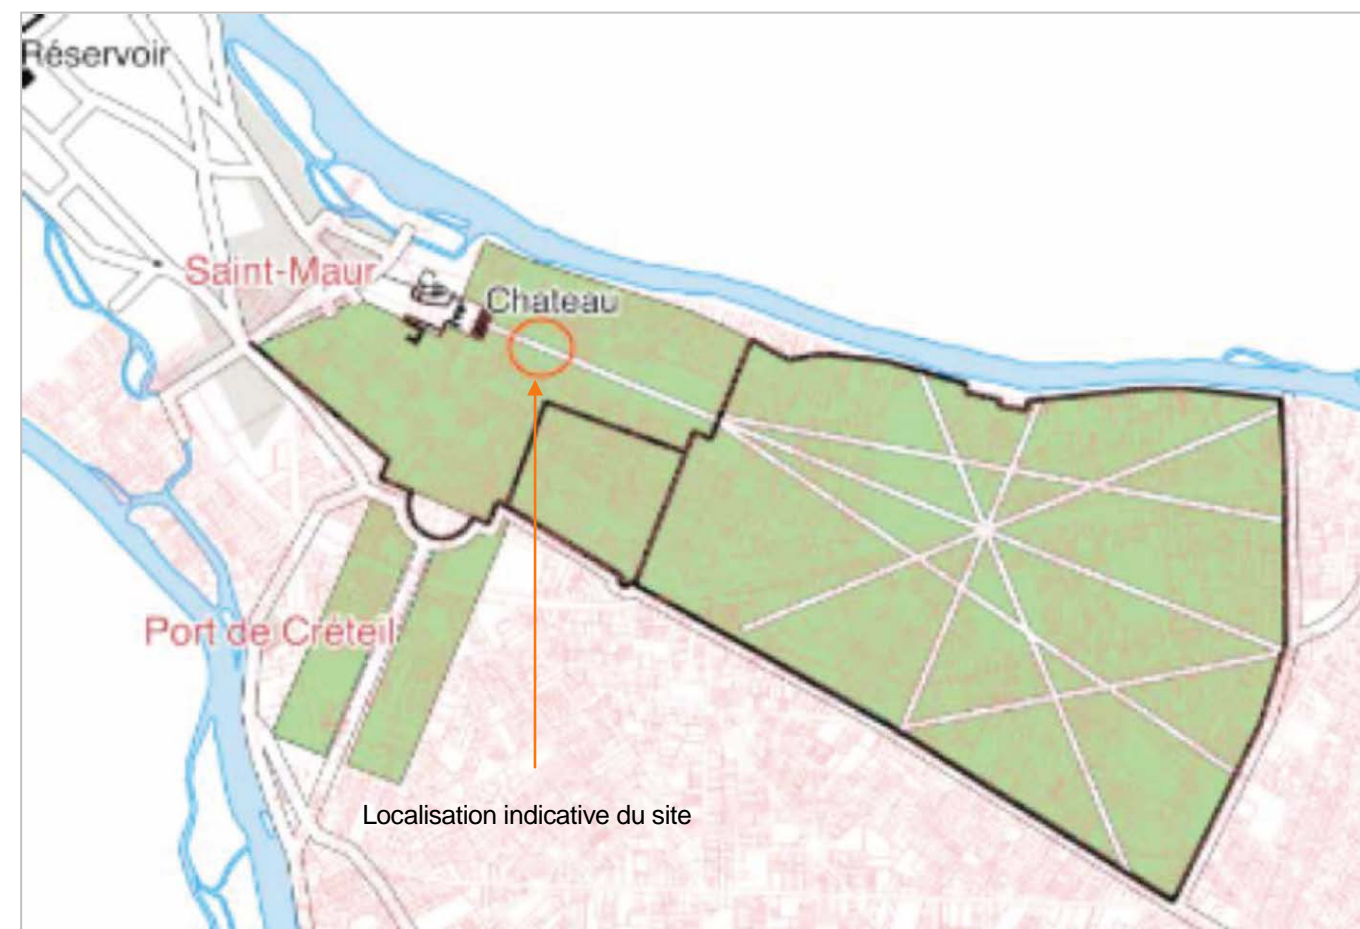 Réservoir
Saint-Maur
Chateau
Port de Créteil
Localisation indicative du site